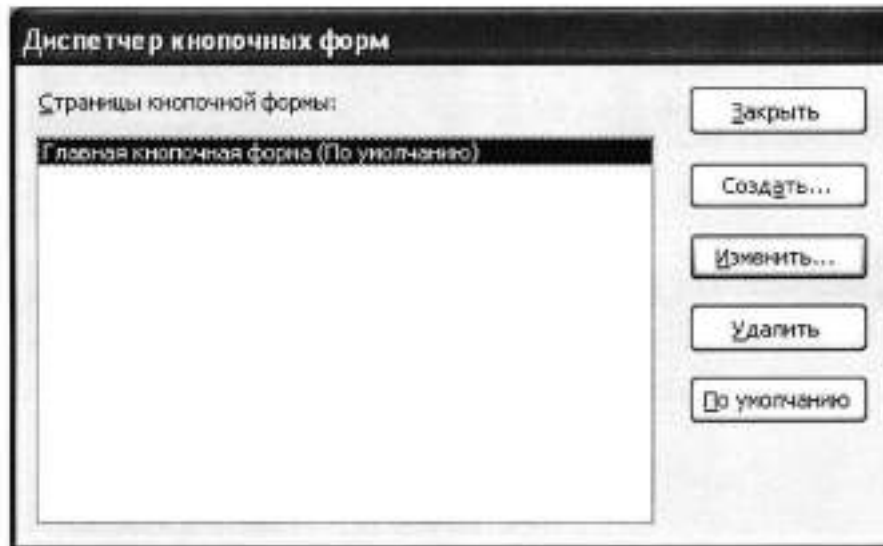 Диспетчер кнопочных форм
Страницы кнопочной формы:
Главная кнопочная форма (По умолчанию)
Закрыть
Создать...
Изменить...
Удалить
По умолчанию